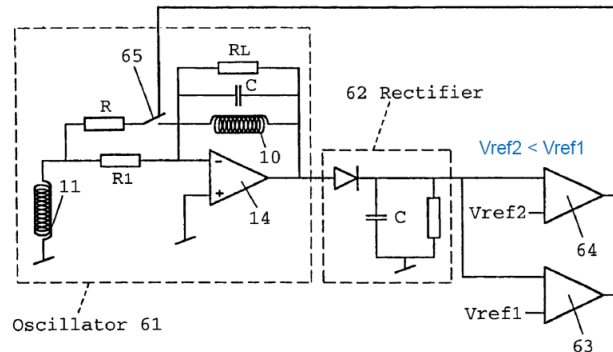 65
RL
C
R
10
62 Rectifier
R1
Vref2 < Vref1
11
-
+
14
C
Vref2
64
Oscillator 61
Vref1
63